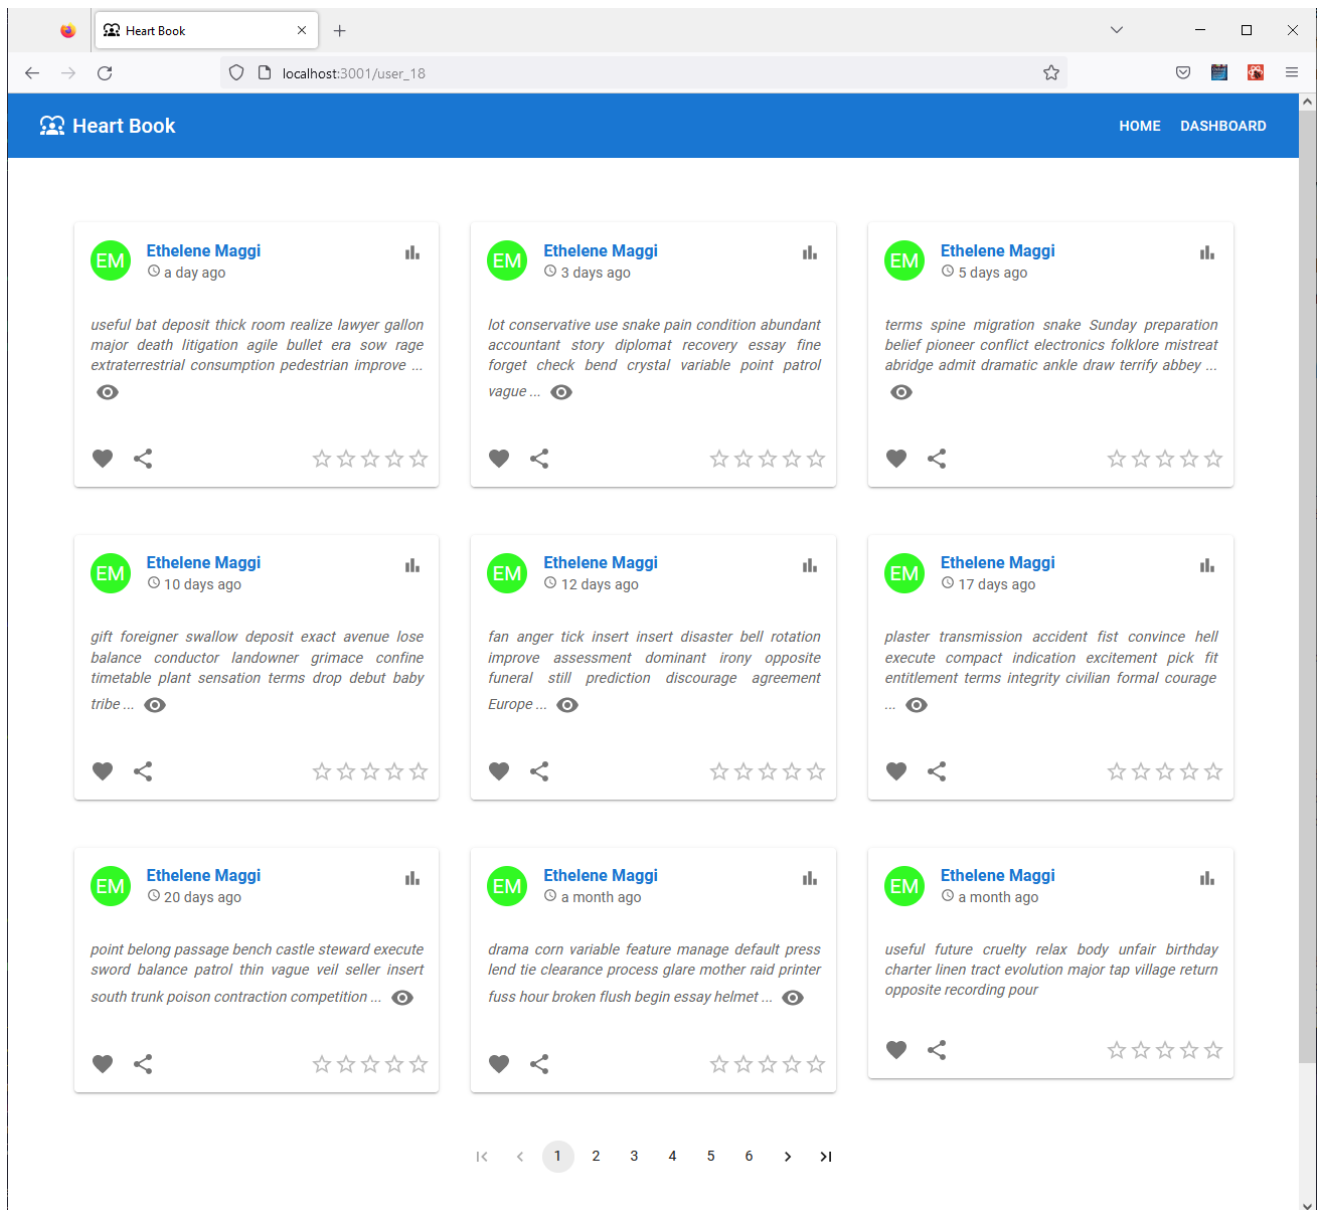 Heart Book
localhost:3001/user_18
Heart Book
HOME DASHBOARD
EM
Ethelene Maggi
a day ago
useful bat deposit thick room realize lawyer gallon
major death litigation agile bullet era sow rage
extraterrestrial consumption pedestrian improve ...
EM
Ethelene Maggi
3 days ago
lot conservative use snake pain condition abundant
accountant story diplomat recovery essay fine
forget check bend crystal variable point patrol
vague ...
EM
Ethelene Maggi
5 days ago
terms spine migration snake Sunday preparation
belief pioneer conflict electronics folklore mistreat
abridge admit dramatic ankle draw terrify abbey ...
EM
Ethelene Maggi
10 days ago
gift foreigner swallow deposit exact avenue lose
balance conductor landowner grimace confine
timetable plant sensation terms drop debut baby
tribe ...
EM
Ethelene Maggi
12 days ago
fan anger tick insert insert disaster bell rotation
improve assessment dominant irony opposite
funeral still prediction discourage agreement
Europe ...
EM
Ethelene Maggi
17 days ago
plaster transmission accident fist convince hell
execute compact indication excitement pick fit
entitlement terms integrity civilian formal courage
...
EM
Ethelene Maggi
20 days ago
point belong passage bench castle steward execute
sword balance patrol thin vague veil seller insert
south trunk poison contraction competition ...
EM
Ethelene Maggi
a month ago
drama corn variable feature manage default press
lend tie clearance process glare mother raid printer
fuss hour broken flush begin essay helmet ...
EM
Ethelene Maggi
a month ago
useful future cruelty relax body unfair birthday
charter linen tract evolution major tap village return
opposite recording pour
1 2 3 4 5 6